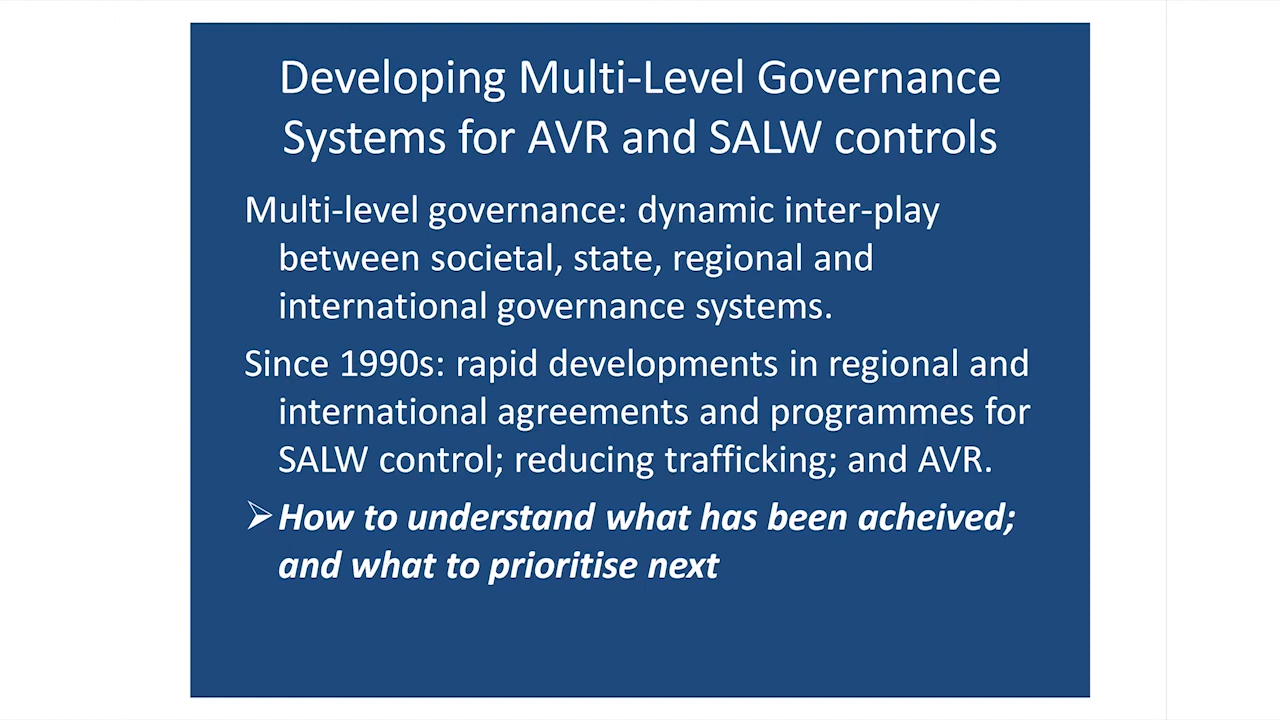 Developing Multi-Level Governance
Systems for AVR and SALW controls
Multi-level governance: dynamic inter-play
between societal, state, regional and
international governance systems.
Since 1990s: rapid developments in regional and
international agreements and programmes for
SALW control; reducing trafficking; and AVR.
➢How to understand what has been acheived;
and what to prioritise next